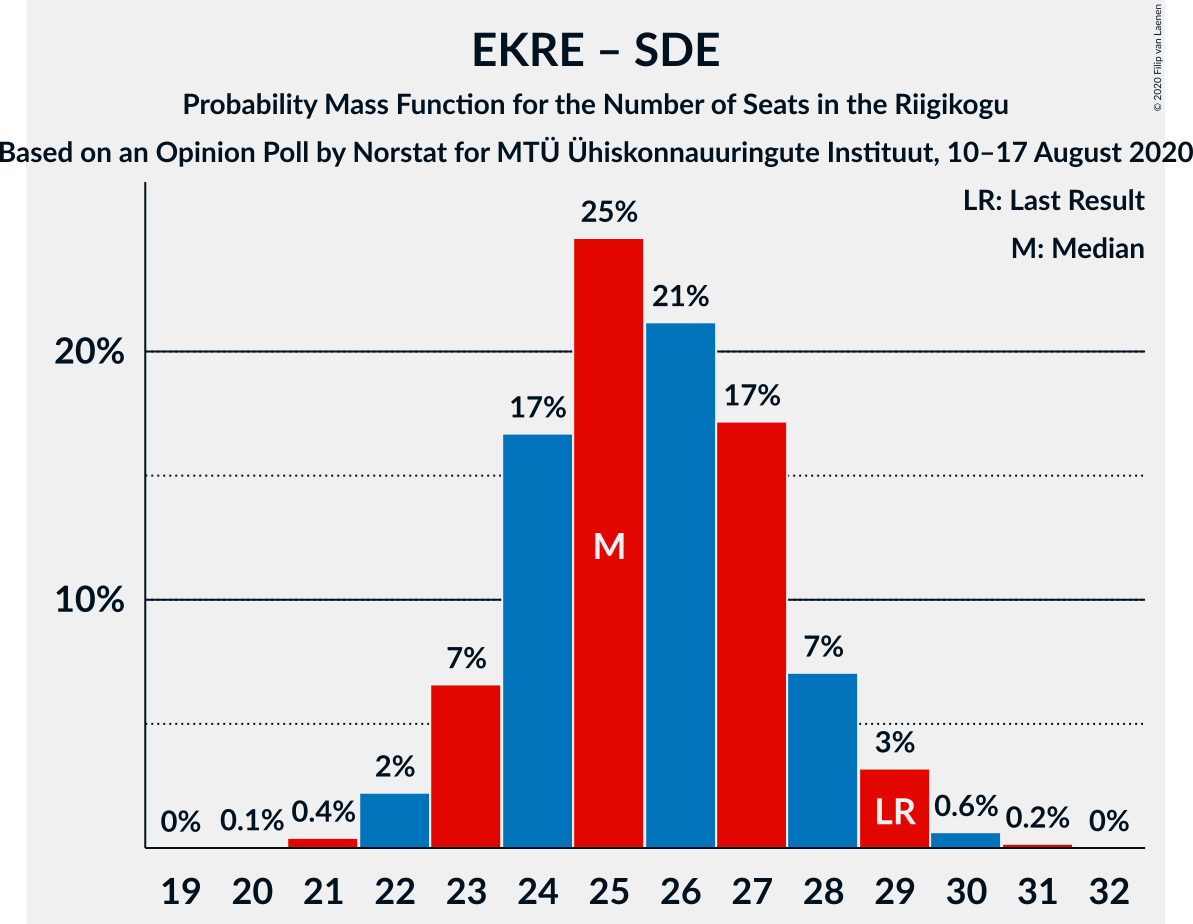 EKRE – SDE
Probability Mass Function for the Number of Seats in the Riigikogu
Based on an Opinion Poll by Norstat for MTÜ Ühiskonnauuringute Instituut, 10–17 August 2020
© 2020 Filip van Laenen
LR: Last Result
M: Median
25%
21%
20%
17%
17%
M
10%
7%
7%
3%
2%
LR
0%
0.1%
0.4%
0.6%
0.2%
0%
19 20 21 22 23 24 25 26 27 28 29 30 31 32